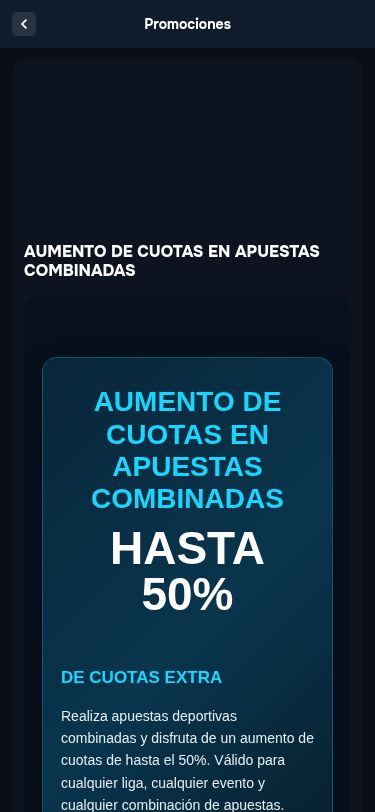 Promociones
AUMENTO DE CUOTAS EN APUESTAS
COMBINADAS
AUMENTO DE
CUOTAS EN
APUESTAS
COMBINADAS
HASTA
50%
DE CUOTAS EXTRA
Realiza apuestas deportivas
combinadas y disfruta de un aumento de
cuotas de hasta el 50%. Válido para
cualquier liga, cualquier evento y
cualquier combinación de apuestas.